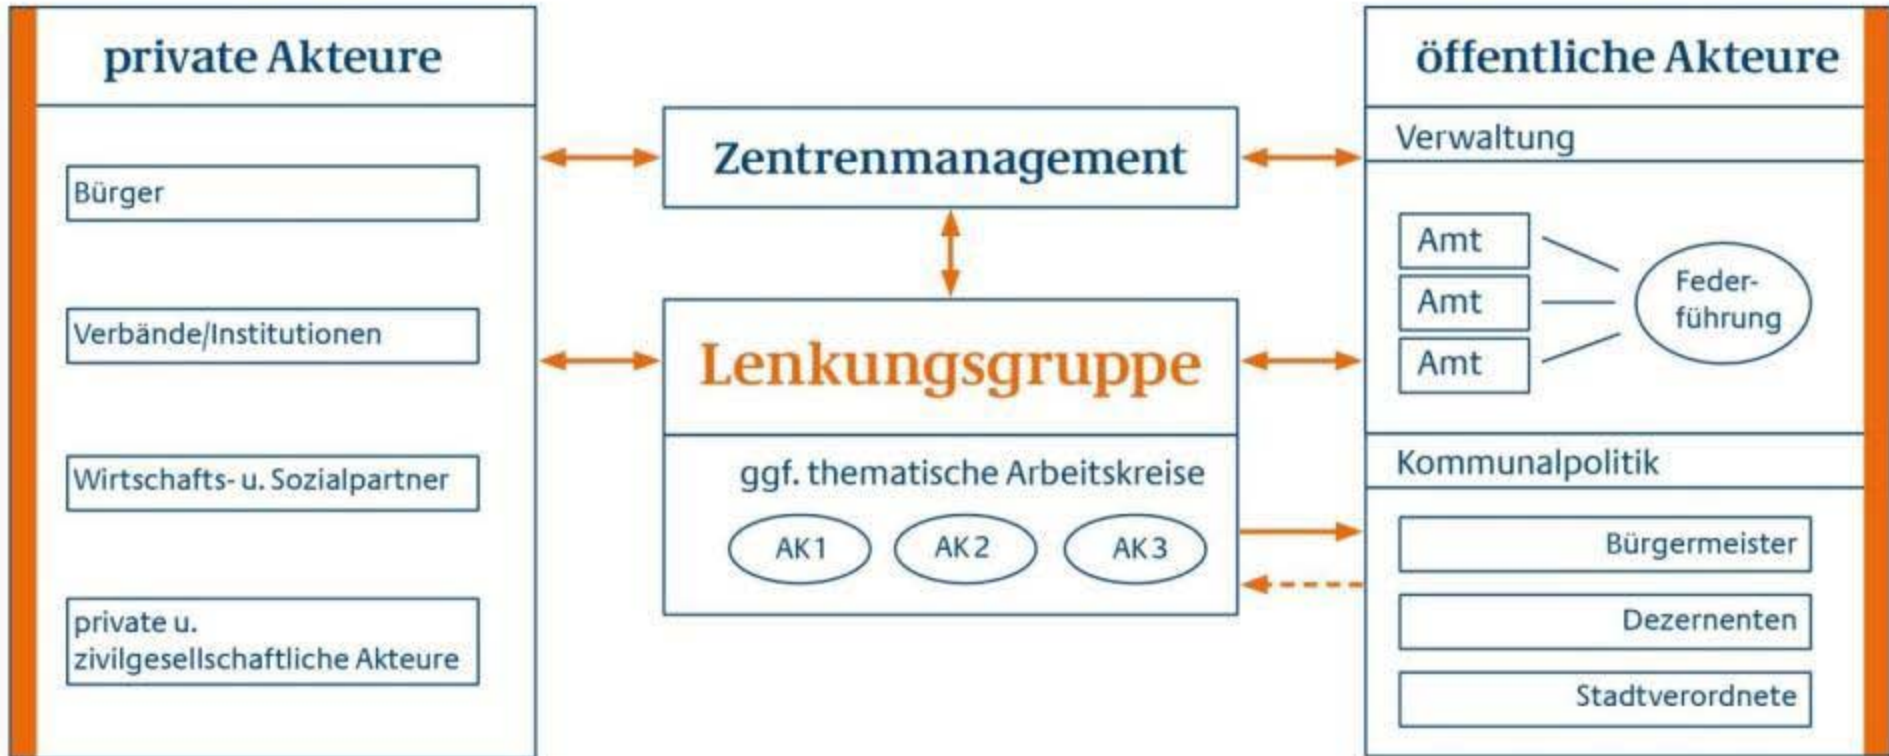 private Akteure
Bürger
Verbände/Institutionen
Wirtschafts- u. Sozialpartner
private u.
zivilgesellschaftliche Akteure
Zentrenmanagement
Lenkungsgruppe
ggf. thematische Arbeitskreise
AK1
AK2
AK3
öffentliche Akteure
Verwaltung
Amt
Amt
Amt
Feder-
führung
Kommunalpolitik
Bürgermeister
Dezernenten
Stadtverordnete